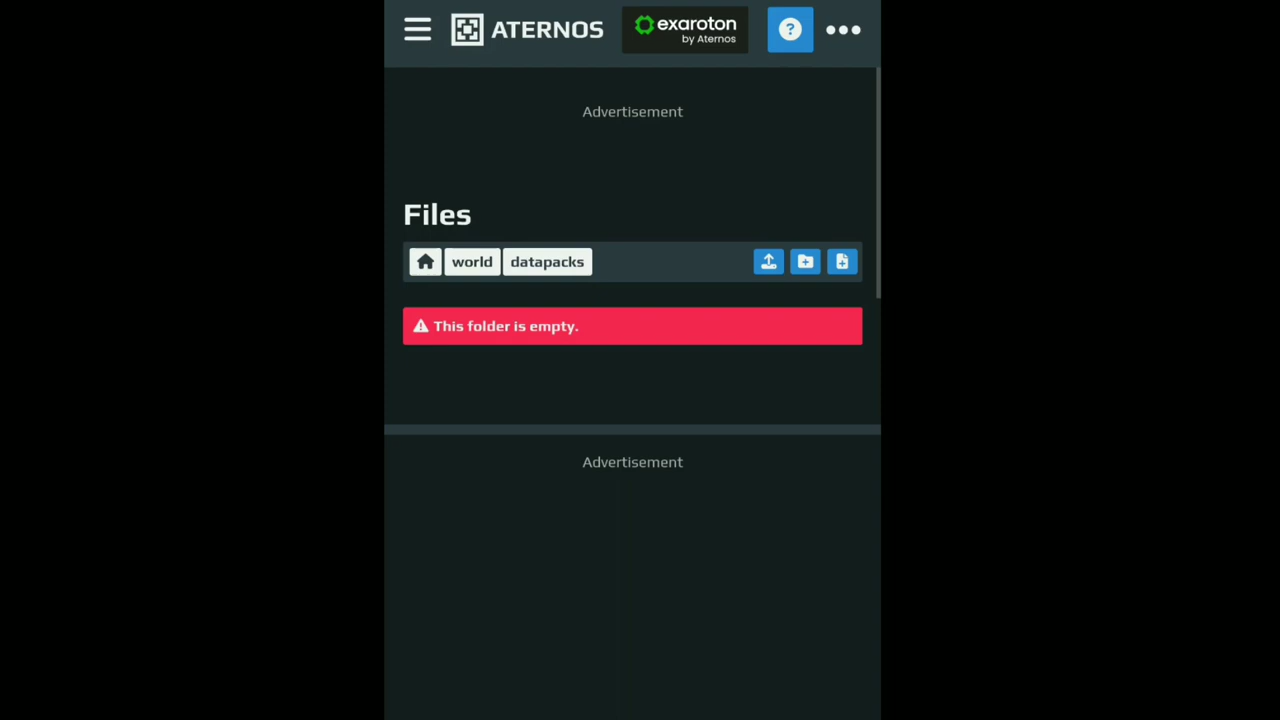 ATERNOS
exaroton
by Aternos
?
Advertisement
Files
world
datapacks
This folder is empty.
Advertisement